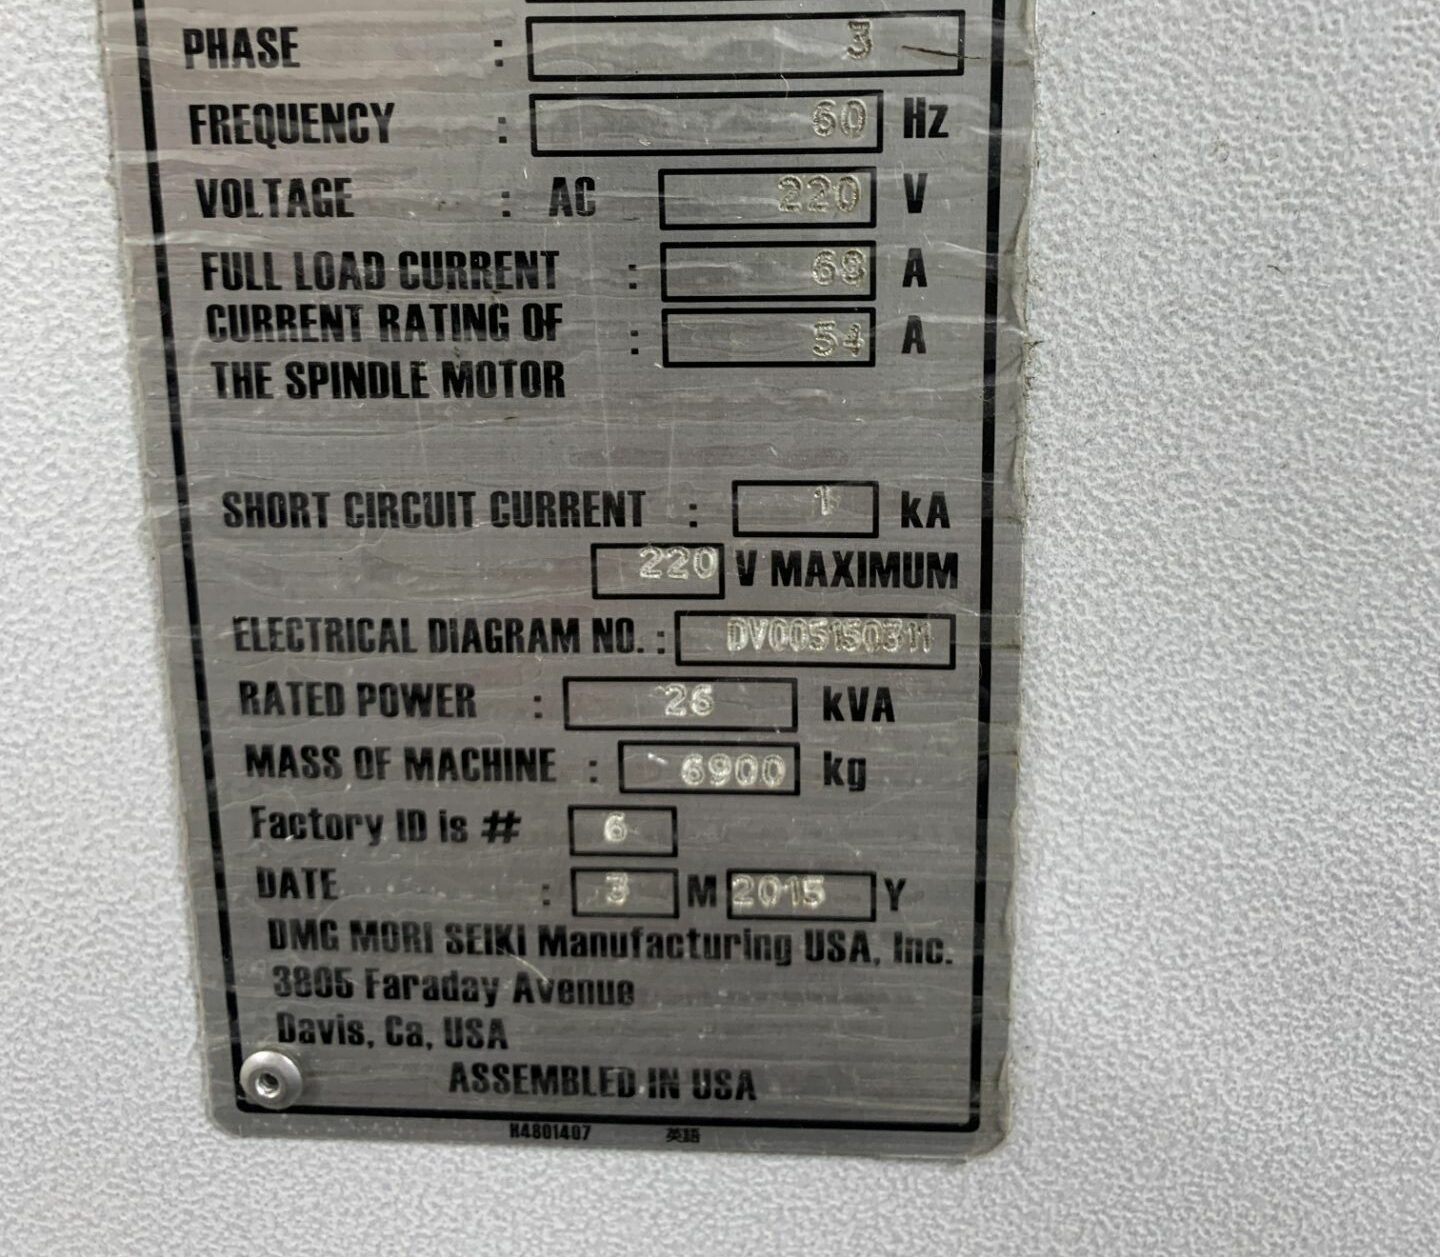 PHASE : 3
FREQUENCY : 60 Hz
VOLTAGE : AC 220 V
FULL LOAD CURRENT : 68 A
CURRENT RATING OF : 54 A
THE SPINDLE MOTOR
SHORT CIRCUIT CURRENT : 1 kA
220 V MAXIMUM
ELECTRICAL DIAGRAM NO. : DV005150311
RATED POWER : 26 kVA
MASS OF MACHINE : 6900 kg
Factory ID is # 6
DATE : 3 M 2015 Y
DMG MORI SEIKI Manufacturing USA, Inc.
3805 Faraday Avenue
Davis, Ca, USA
ASSEMBLED IN USA
H4801407 英語